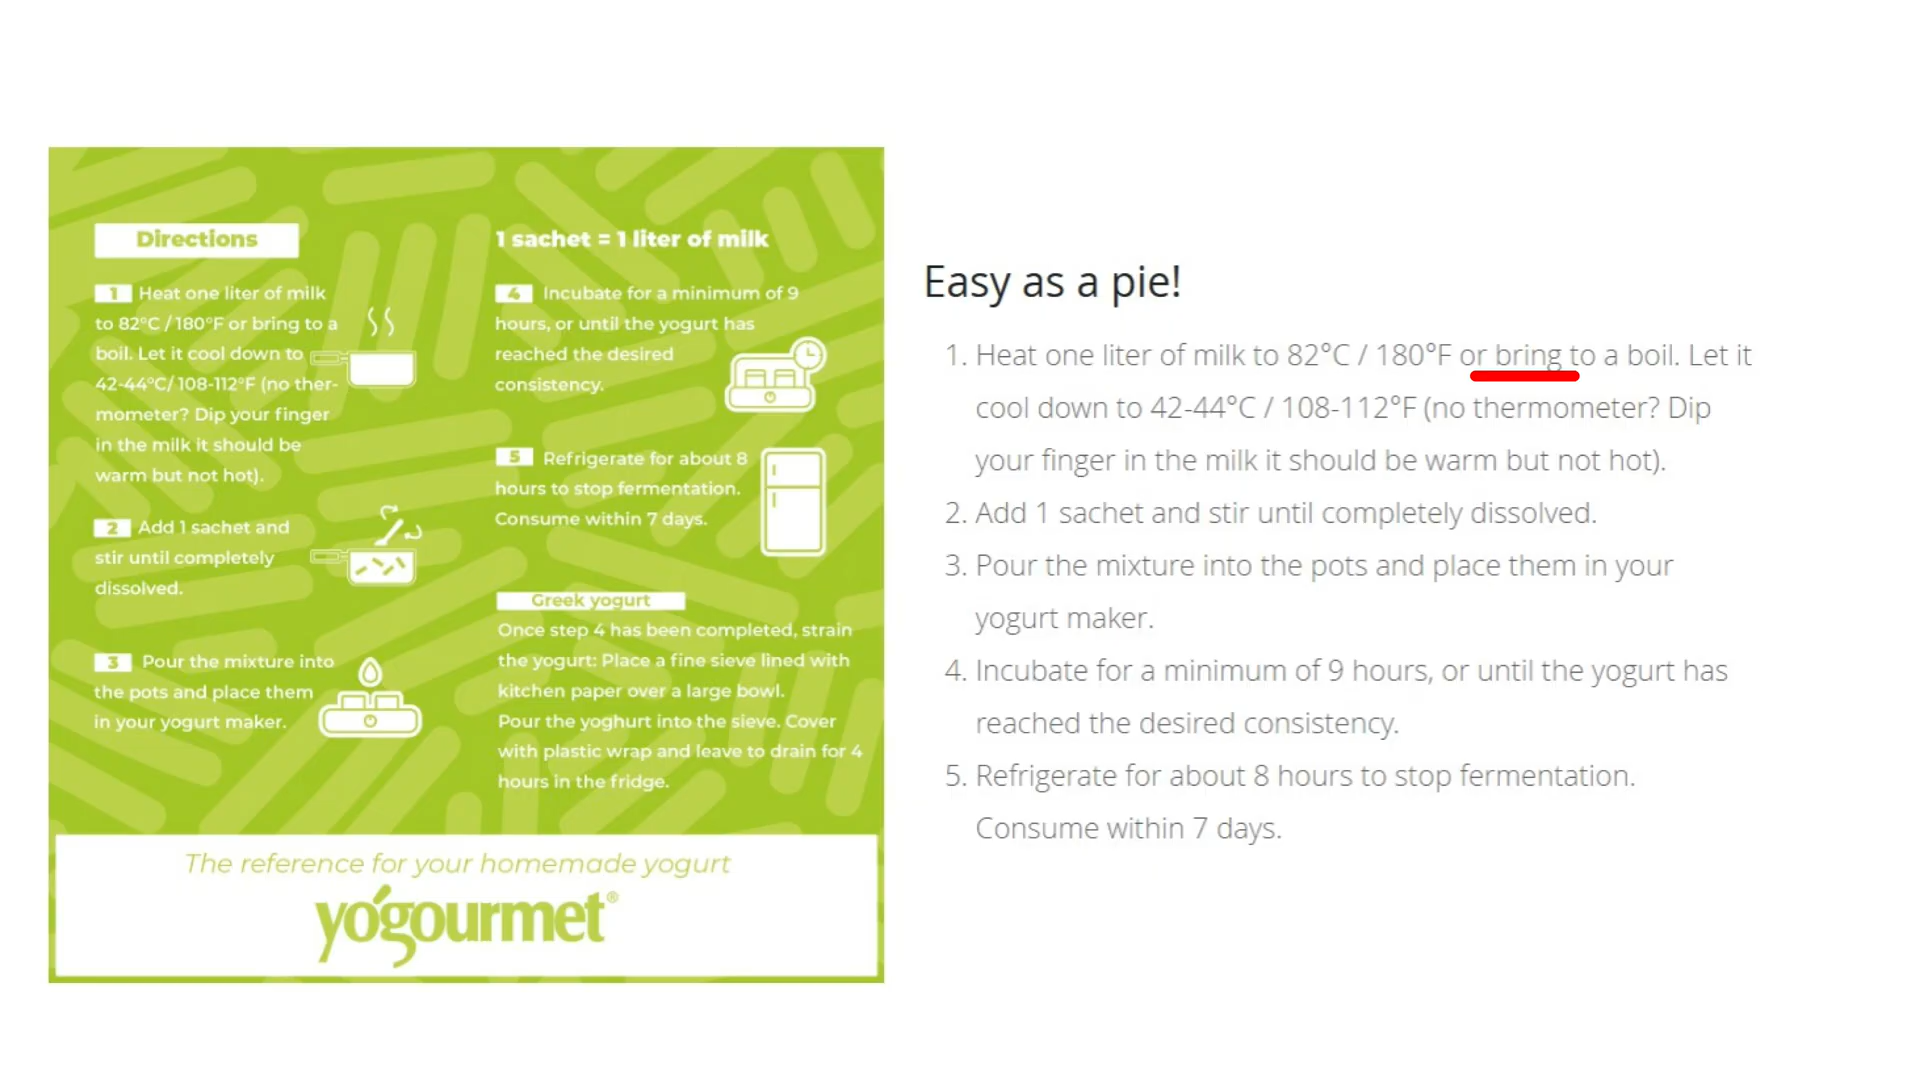 Directions
1 Heat one liter of milk
to 82°C / 180°F or bring to a
boil. Let it cool down to
42-44°C/ 108-112°F (no ther-
mometer? Dip your finger
in the milk it should be
warm but not hot).
2 Add 1 sachet and
stir until completely
dissolved.
3 Pour the mixture into
the pots and place them
in your yogurt maker.
1 sachet = 1 liter of milk
4 Incubate for a minimum of 9
hours, or until the yogurt has
reached the desired
consistency.
5 Refrigerate for about 8
hours to stop fermentation.
Consume within 7 days.
Greek yogurt
Once step 4 has been completed, strain
the yogurt: Place a fine sieve lined with
kitchen paper over a large bowl.
Pour the yoghurt into the sieve. Cover
with plastic wrap and leave to drain for 4
hours in the fridge.
The reference for your homemade yogurt
yógourmet®
Easy as a pie!
1. Heat one liter of milk to 82°C / 180°F or bring to a boil. Let it
cool down to 42-44°C / 108-112°F (no thermometer? Dip
your finger in the milk it should be warm but not hot).
2. Add 1 sachet and stir until completely dissolved.
3. Pour the mixture into the pots and place them in your
yogurt maker.
4. Incubate for a minimum of 9 hours, or until the yogurt has
reached the desired consistency.
5. Refrigerate for about 8 hours to stop fermentation.
Consume within 7 days.